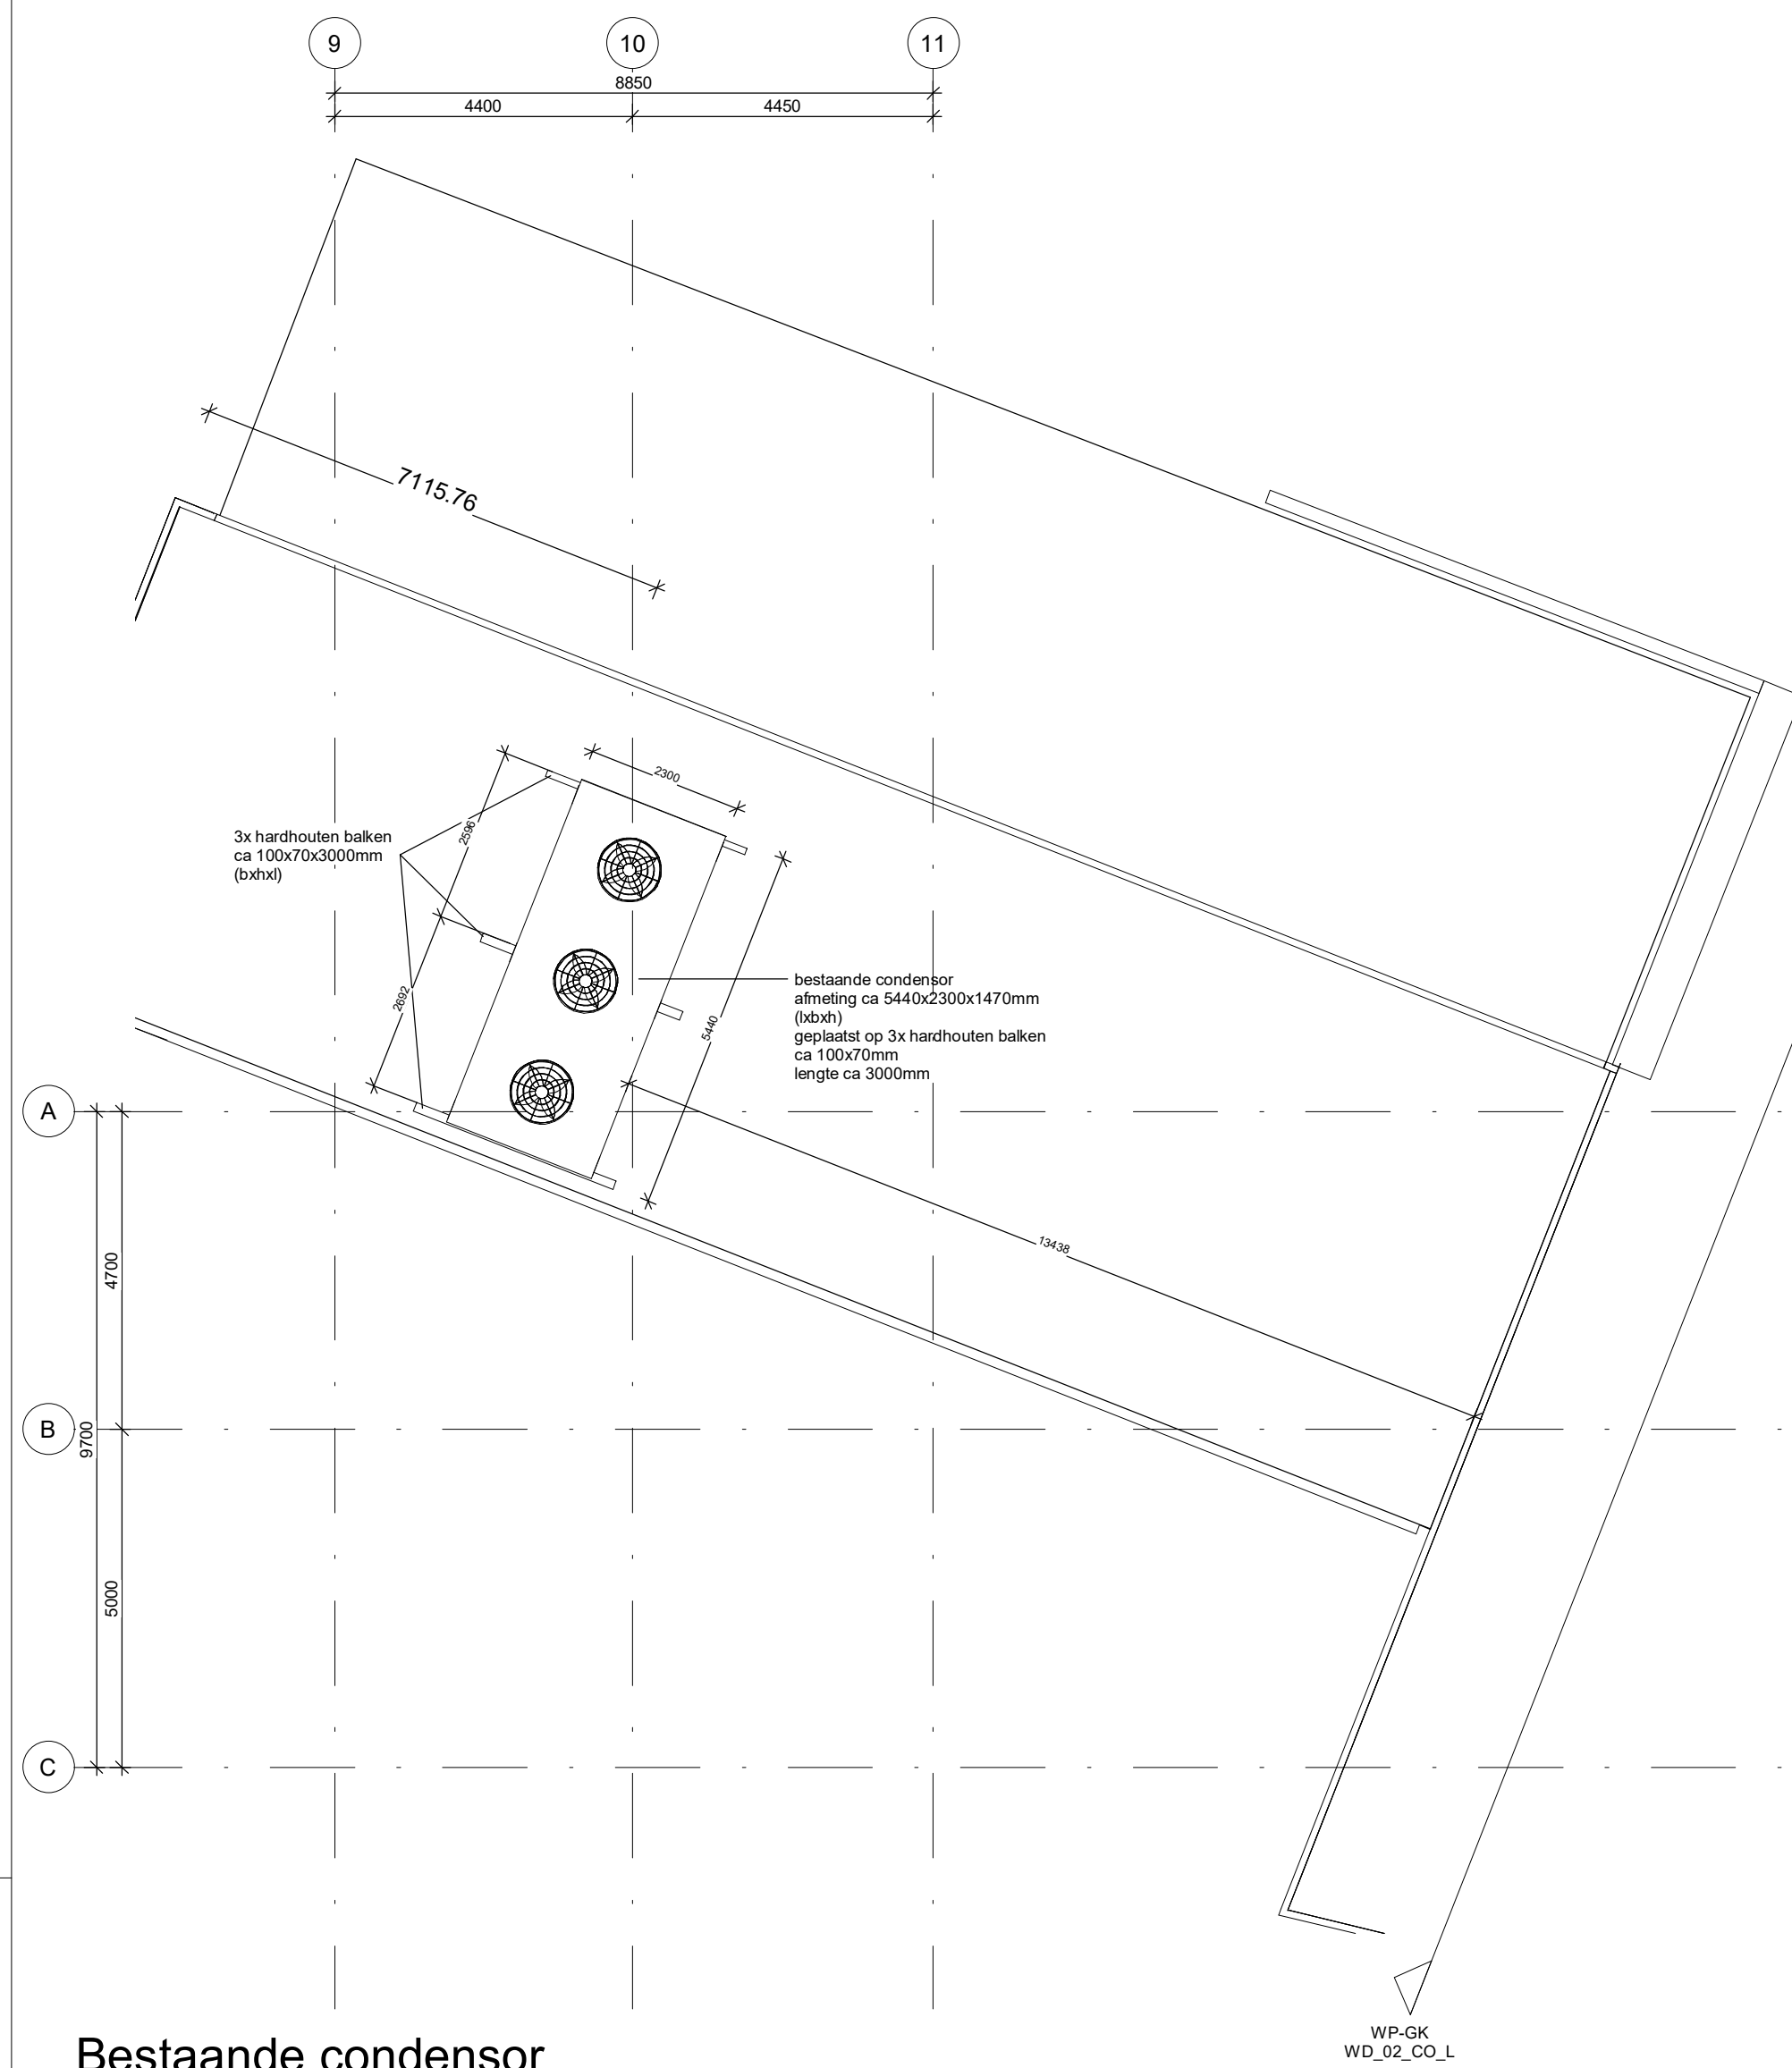 9
10
11
8850
4400
4450
7115.76
2300
2596
3x hardhouten balken
ca 100x70x3000mm
(bxhxl)
2692
5440
bestaande condensor
afmeting ca 5440x2300x1470mm
(lxbxh)
geplaatst op 3x hardhouten balken
ca 100x70mm
lengte ca 3000mm
A
13438
4700
B
9700
5000
C
WP-GK
WD_02_CO_L
Bestaande condensor